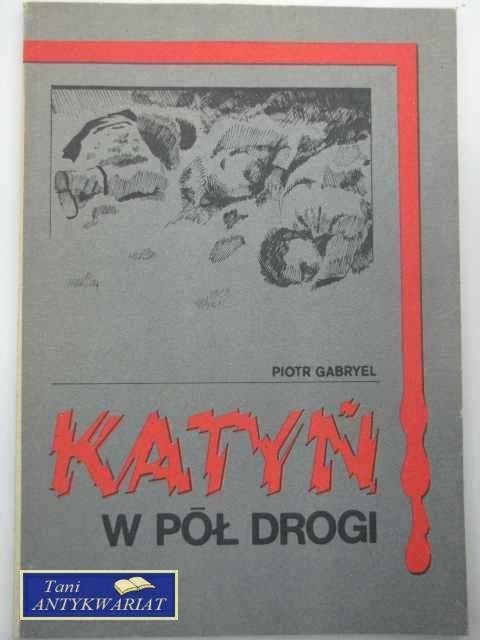 PIOTR GABRYEL
KATYŃ
W PÓŁ DROGI
Tani
ANTYKWARIAT